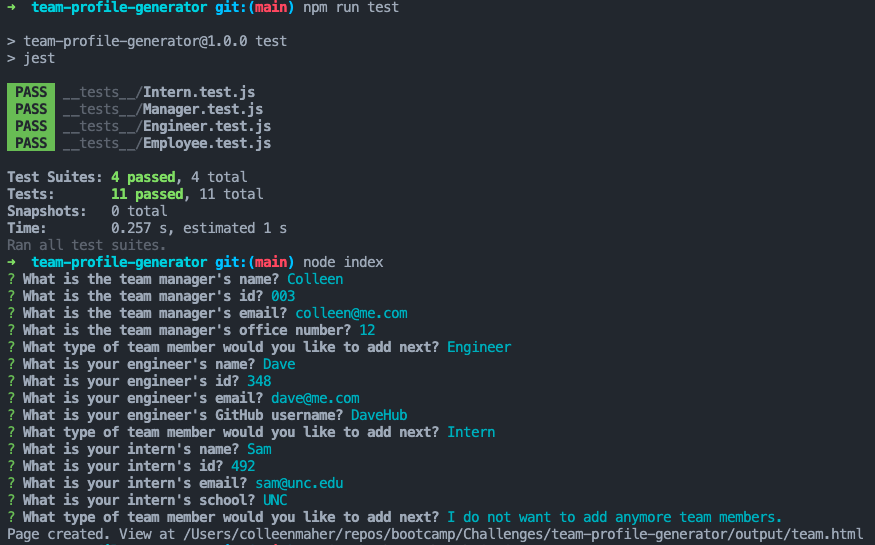 ➜ team-profile-generator git:(main) npm run test
> team-profile-generator@1.0.0 test
> jest
PASS __tests__/Intern.test.js
PASS __tests__/Manager.test.js
PASS __tests__/Engineer.test.js
PASS __tests__/Employee.test.js
Test Suites: 4 passed, 4 total
Tests: 11 passed, 11 total
Snapshots: 0 total
Time: 0.257 s, estimated 1 s
Ran all test suites.
➜ team-profile-generator git:(main) node index
? What is the team manager's name? Colleen
? What is the team manager's id? 003
? What is the team manager's email? colleen@me.com
? What is the team manager's office number? 12
? What type of team member would you like to add next? Engineer
? What is your engineer's name? Dave
? What is your engineer's id? 348
? What is your engineer's email? dave@me.com
? What is your engineer's GitHub username? DaveHub
? What type of team member would you like to add next? Intern
? What is your intern's name? Sam
? What is your intern's id? 492
? What is your intern's email? sam@unc.edu
? What is your intern's school? UNC
? What type of team member would you like to add next? I do not want to add anymore team members.
Page created. View at /Users/colleenmaher/repos/bootcamp/Challenges/team-profile-generator/output/team.html